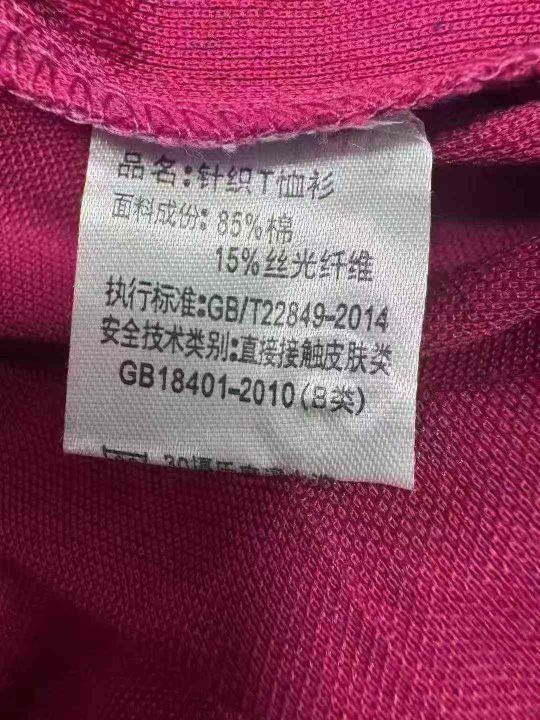 品名:针织T恤衫
面料成份: 85%棉
15%丝光纤维
执行标准:GB/T22849-2014
安全技术类别:直接接触皮肤类
GB18401-2010(B类)